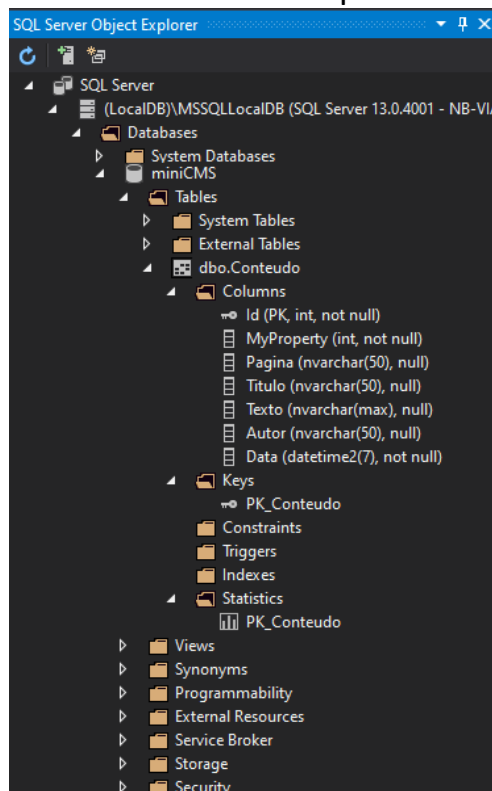 SQL Server Object Explorer
SQL Server
(LocalDB)\MSSQLLocalDB (SQL Server 13.0.4001 - NB-VI
Databases
System Databases
miniCMS
Tables
System Tables
External Tables
dbo.Conteudo
Columns
Id (PK, int, not null)
MyProperty (int, not null)
Pagina (nvarchar(50), null)
Titulo (nvarchar(50), null)
Texto (nvarchar(max), null)
Autor (nvarchar(50), null)
Data (datetime2(7), not null)
Keys
PK_Conteudo
Constraints
Triggers
Indexes
Statistics
PK_Conteudo
Views
Synonyms
Programmability
External Resources
Service Broker
Storage
Security